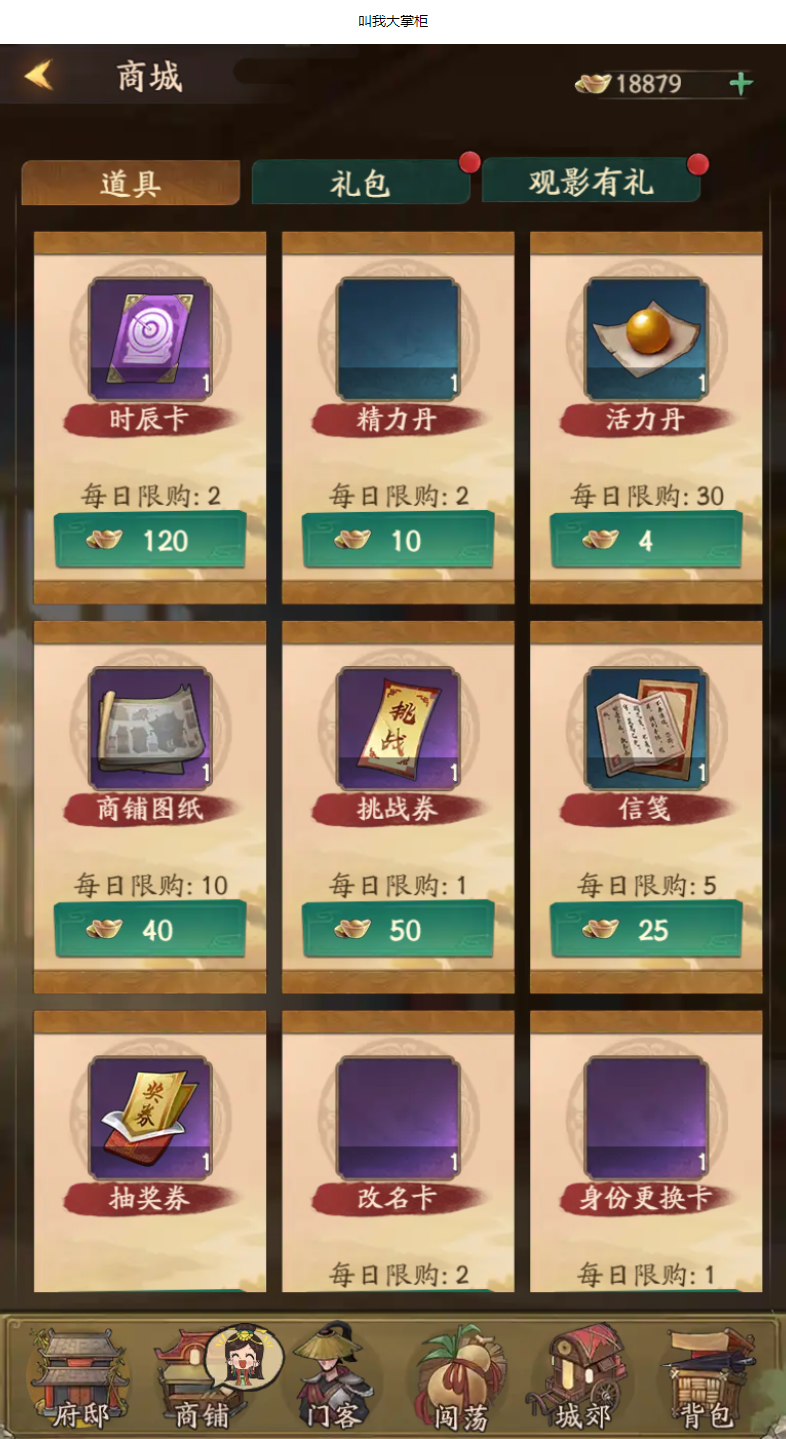 叫我大掌柜
商城
18879
道具 礼包 观影有礼
1 1 1
时辰卡 精力丹 活力丹
每日限购: 2 每日限购: 2 每日限购: 30
120 10 4
挑战
1 1 1
商铺图纸 挑战券 信笺
每日限购: 10 每日限购: 1 每日限购: 5
40 50 25
奖券
1 1 1
抽奖券 改名卡 身份更换卡
每日限购: 2 每日限购: 1
府邸 商铺 门客 闯荡 城郊 背包